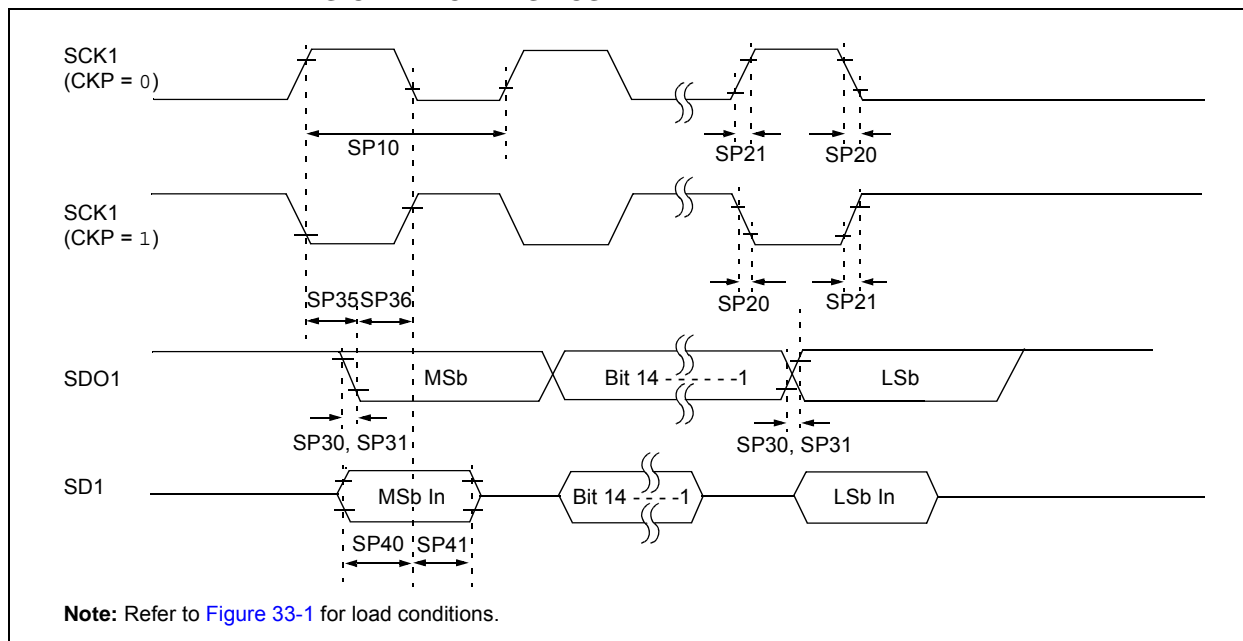 SCK1
(CKP = 0)
SP10
SP21
SP20
SCK1
(CKP = 1)
SP35 SP36
SP20
SP21
SDO1
MSb
Bit 14 - - - - - -1
LSb
SP30, SP31
SP30, SP31
SD1
MSb In
Bit 14 - - - -1
LSb In
SP40
SP41
Note: Refer to Figure 33-1 for load conditions.